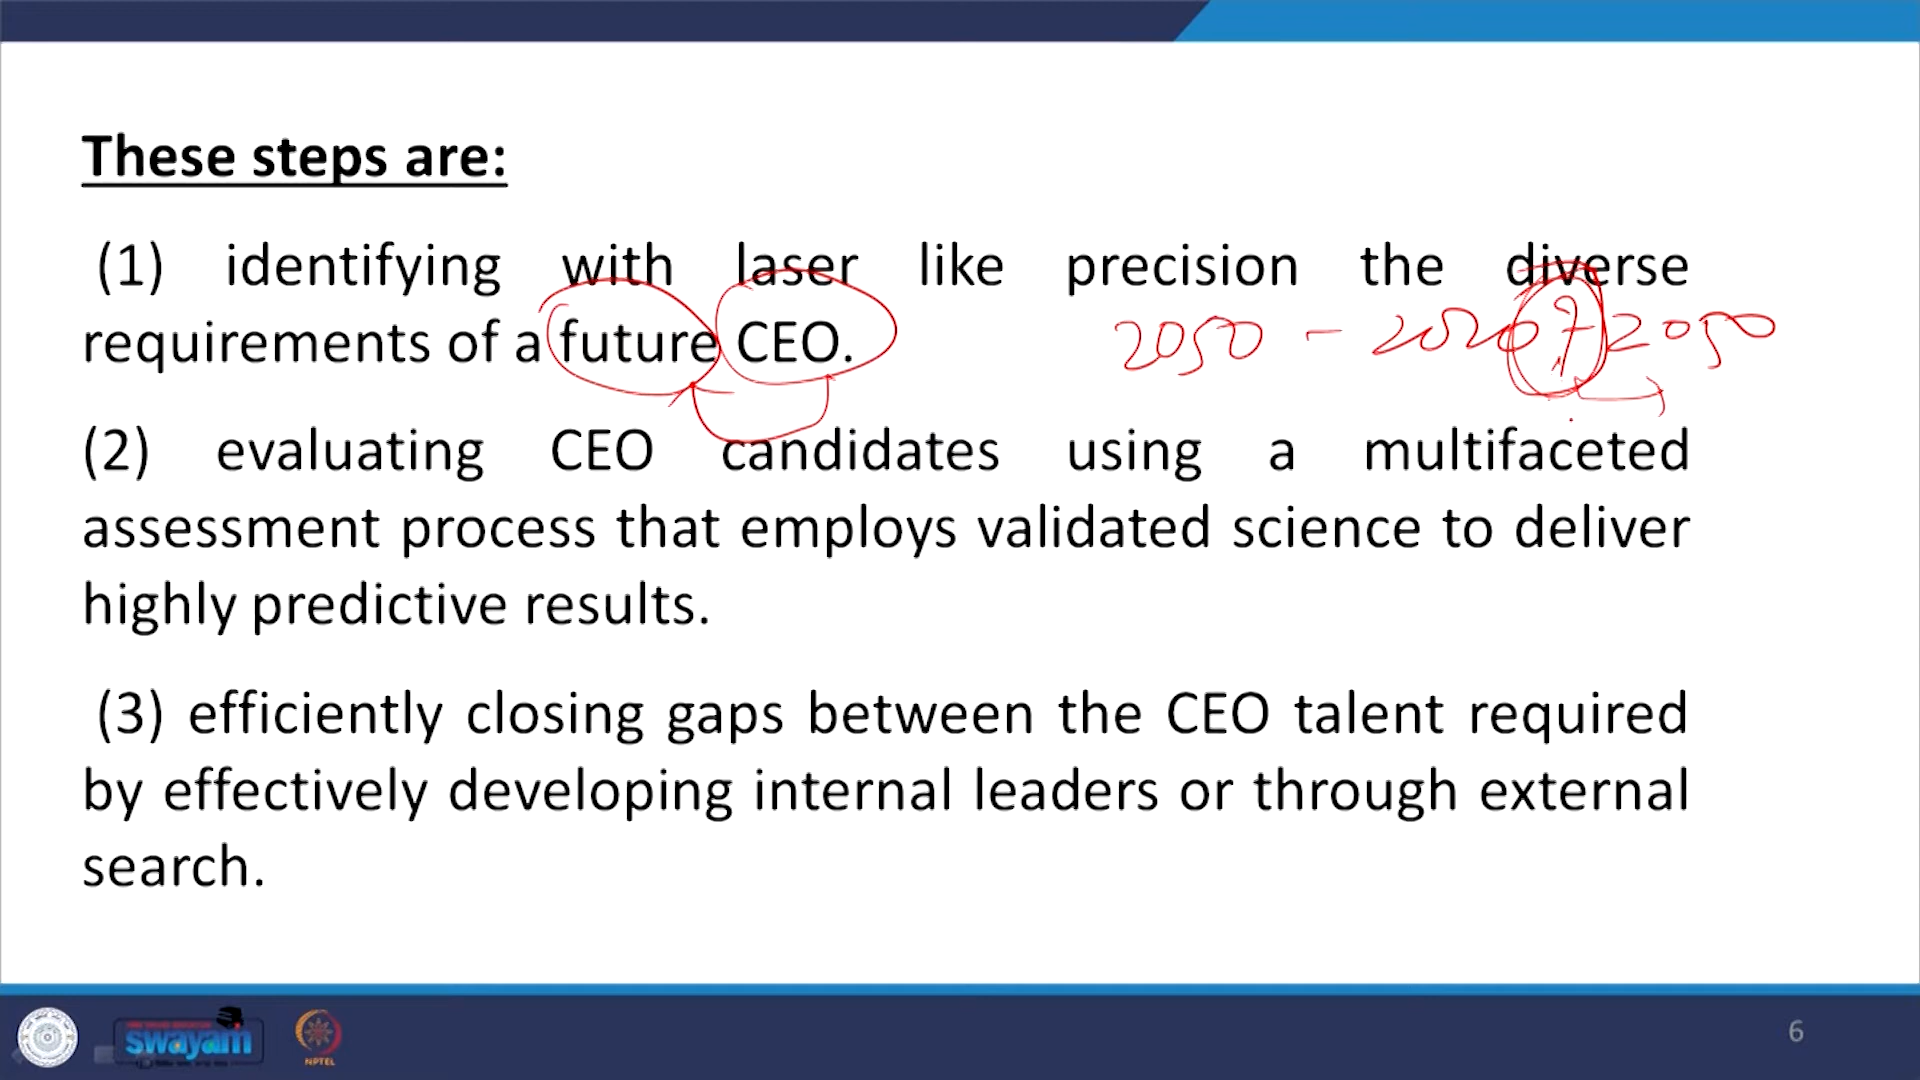 These steps are:
(1) identifying with laser like precision the diverse
requirements of a future CEO.
2050 - 2020 ? 2050
(2) evaluating CEO candidates using a multifaceted
assessment process that employs validated science to deliver
highly predictive results.
(3) efficiently closing gaps between the CEO talent required
by effectively developing internal leaders or through external
search.
swayam
NPTEL
6